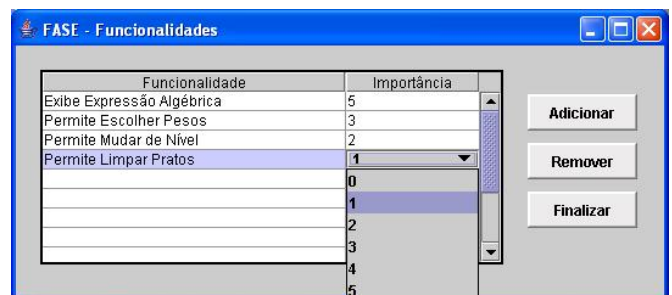 FASE - Funcionalidades
Funcionalidade Importância
Exibe Expressão Algébrica 5
Permite Escolher Pesos 3
Permite Mudar de Nível 2
Permite Limpar Pratos 1
0
1
2
3
4
5
Adicionar
Remover
Finalizar